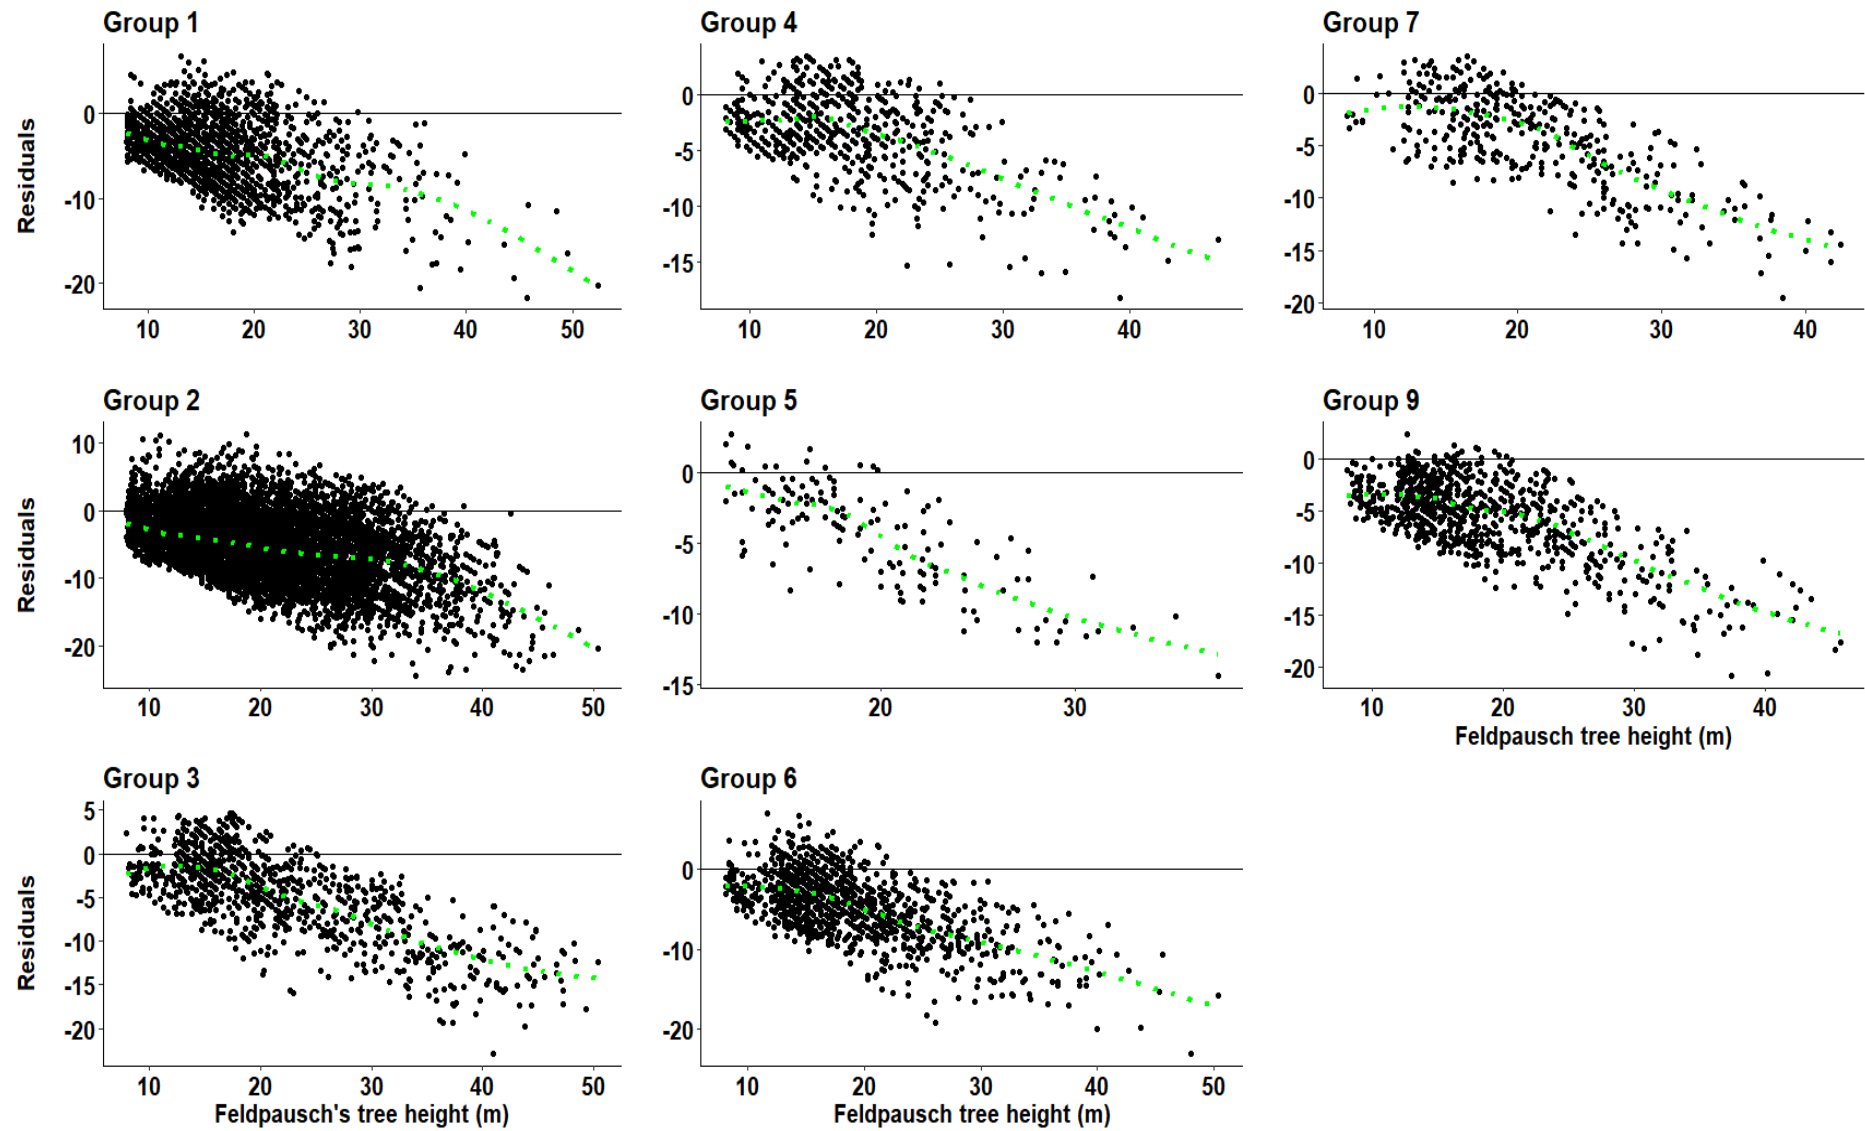 Group 1
Group 4
Group 7
0
-10
-20
Residuals
10 20 30 40 50
0
-5
-10
-15
10 20 30 40
0
-5
-10
-15
-20
10 20 30 40
Group 2
Group 5
Group 9
10
0
-10
-20
Residuals
10 20 30 40 50
0
-5
-10
-15
20 30
0
-5
-10
-15
-20
10 20 30 40
Feldpausch tree height (m)
Group 3
Group 6
5
0
-5
-10
-15
-20
Residuals
10 20 30 40 50
Feldpausch's tree height (m)
0
-10
-20
10 20 30 40 50
Feldpausch tree height (m)